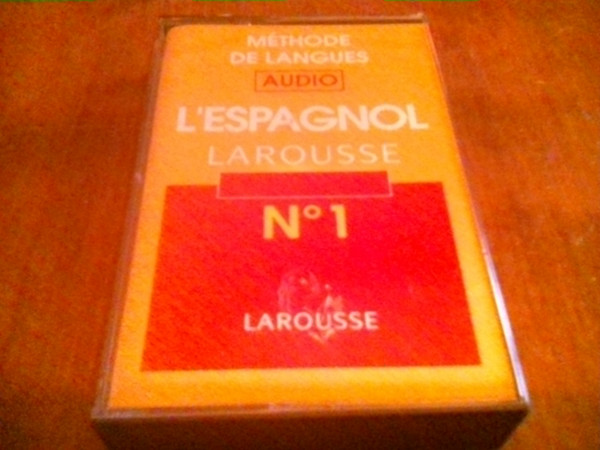 MÉTHODE
DE LANGUES
AUDIO
L'ESPAGNOL
LAROUSSE
N° 1
LAROUSSE